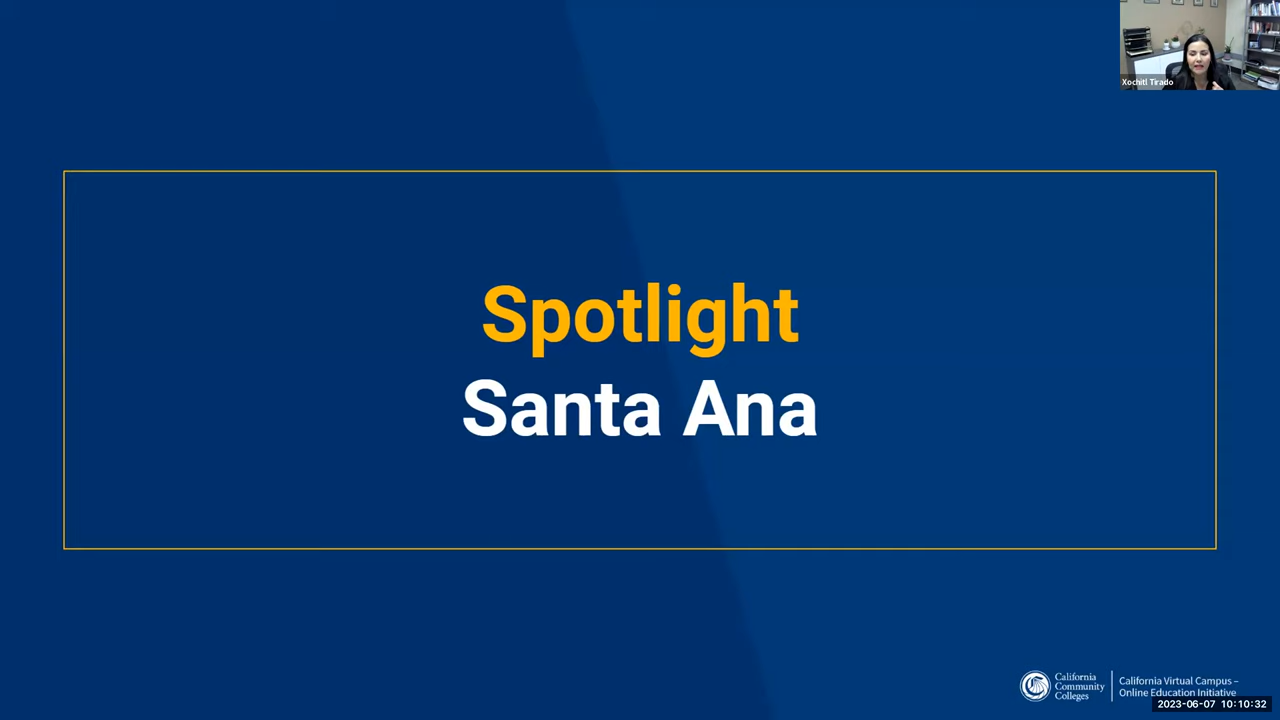 Xochitl Tirado
Spotlight
Santa Ana
California
Community
Colleges
California Virtual Campus –
Online Education Initiative
2023-06-07 10:10:32